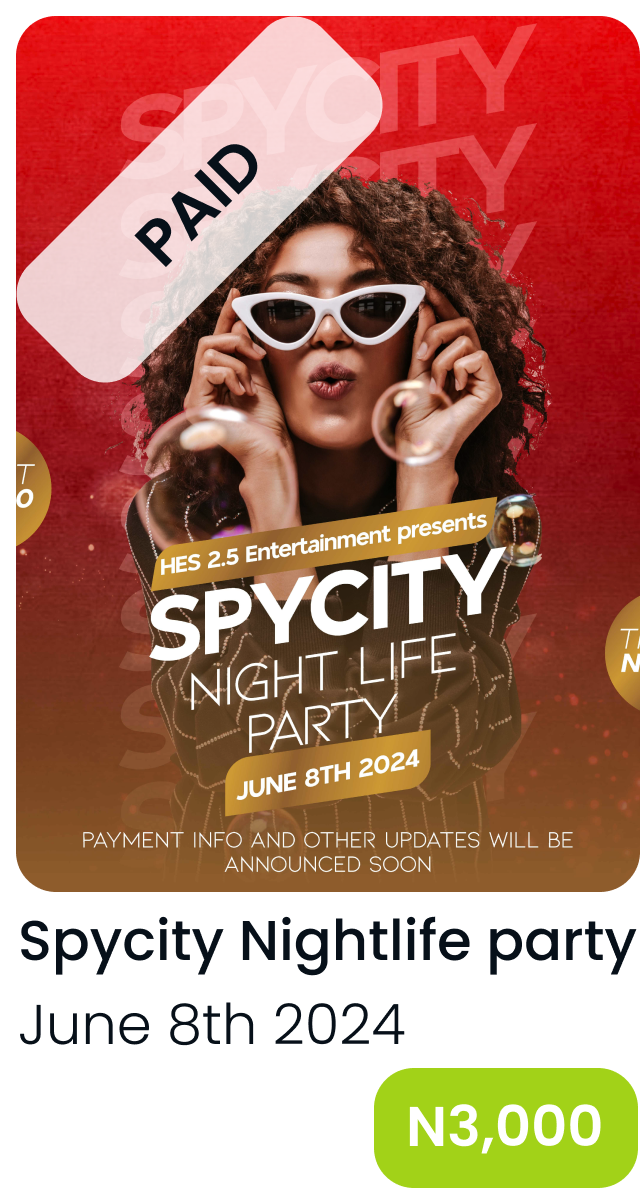 SPYCITY
PAID
HES 2.5 Entertainment presents
SPYCITY
NIGHT LIFE
PARTY
JUNE 8TH 2024
PAYMENT INFO AND OTHER UPDATES WILL BE
ANNOUNCED SOON
Spycity Nightlife party
June 8th 2024
N3,000